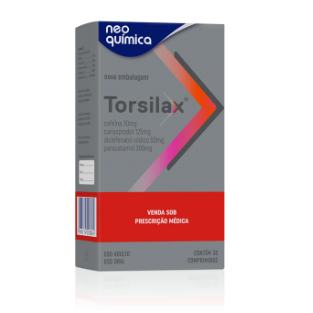 neo
química
nova embalagem
Torsilax®
cafeína 30mg
carisoprodol 125mg
diclofenaco sódico 50mg
paracetamol 300mg
VENDA SOB
PRESCRIÇÃO MÉDICA
USO ADULTO
USO ORAL
CONTÉM 30
COMPRIMIDOS